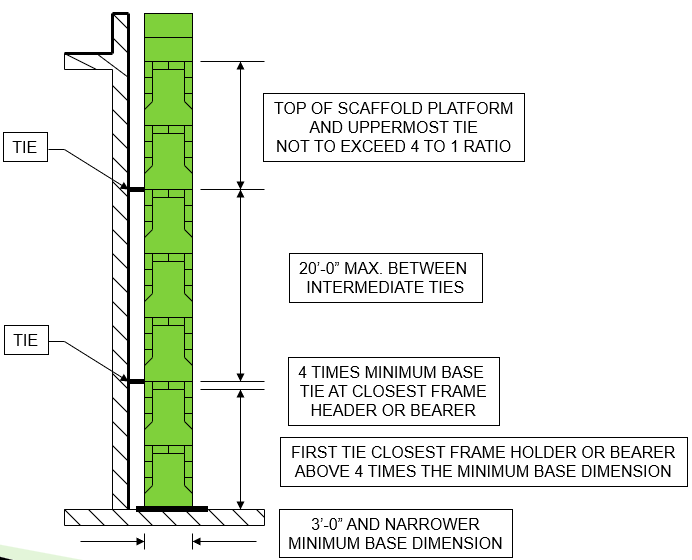 TOP OF SCAFFOLD PLATFORM
AND UPPERMOST TIE
NOT TO EXCEED 4 TO 1 RATIO
TIE
20’-0” MAX. BETWEEN
INTERMEDIATE TIES
TIE
4 TIMES MINIMUM BASE
TIE AT CLOSEST FRAME
HEADER OR BEARER
FIRST TIE CLOSEST FRAME HOLDER OR BEARER
ABOVE 4 TIMES THE MINIMUM BASE DIMENSION
3’-0” AND NARROWER
MINIMUM BASE DIMENSION